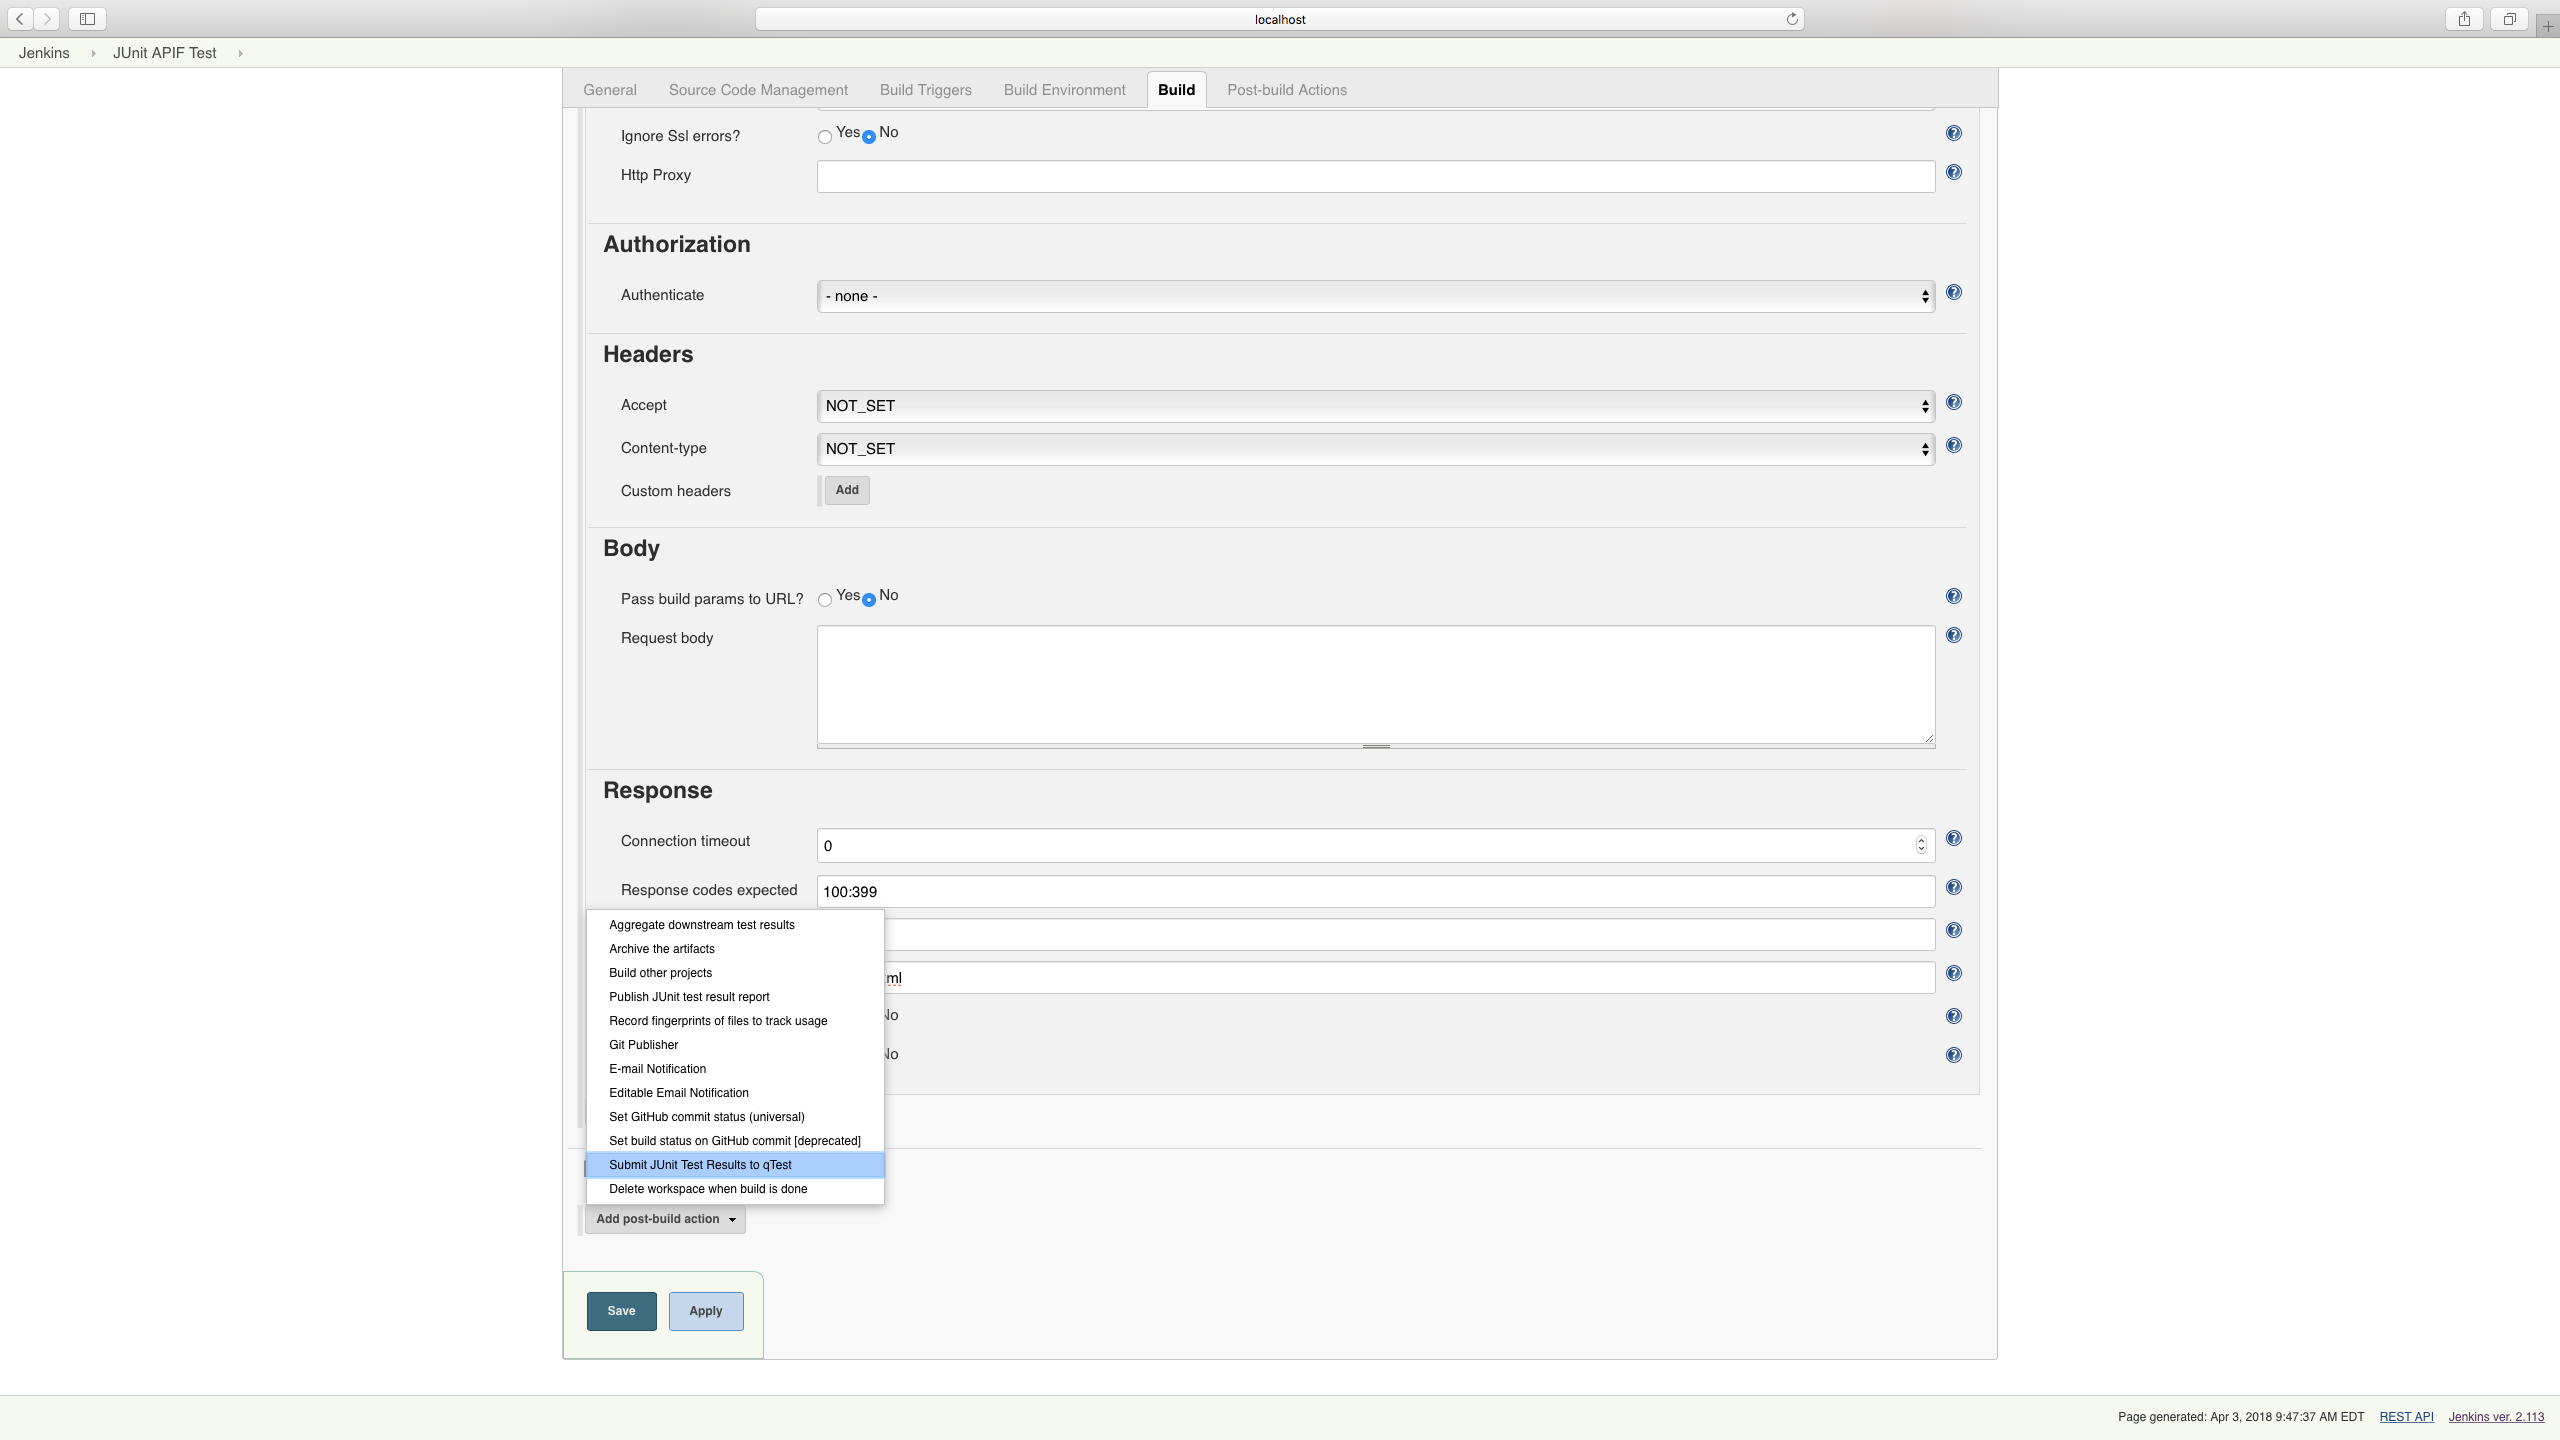 localhost
Jenkins JUnit APIF Test
General Source Code Management Build Triggers Build Environment Build Post-build Actions
Ignore Ssl errors? Yes No
Http Proxy
Authorization
Authenticate - none -
Headers
Accept NOT_SET
Content-type NOT_SET
Custom headers Add
Body
Pass build params to URL? Yes No
Request body
Response
Connection timeout 0
Response codes expected 100:399
Aggregate downstream test results
Archive the artifacts
Build other projects
ml
Publish JUnit test result report
Record fingerprints of files to track usage
No
Git Publisher
No
E-mail Notification
Editable Email Notification
Set GitHub commit status (universal)
Set build status on GitHub commit [deprecated]
Submit JUnit Test Results to qTest
Delete workspace when build is done
Add post-build action
Save Apply
Page generated: Apr 3, 2018 9:47:37 AM EDT REST API Jenkins ver. 2.113